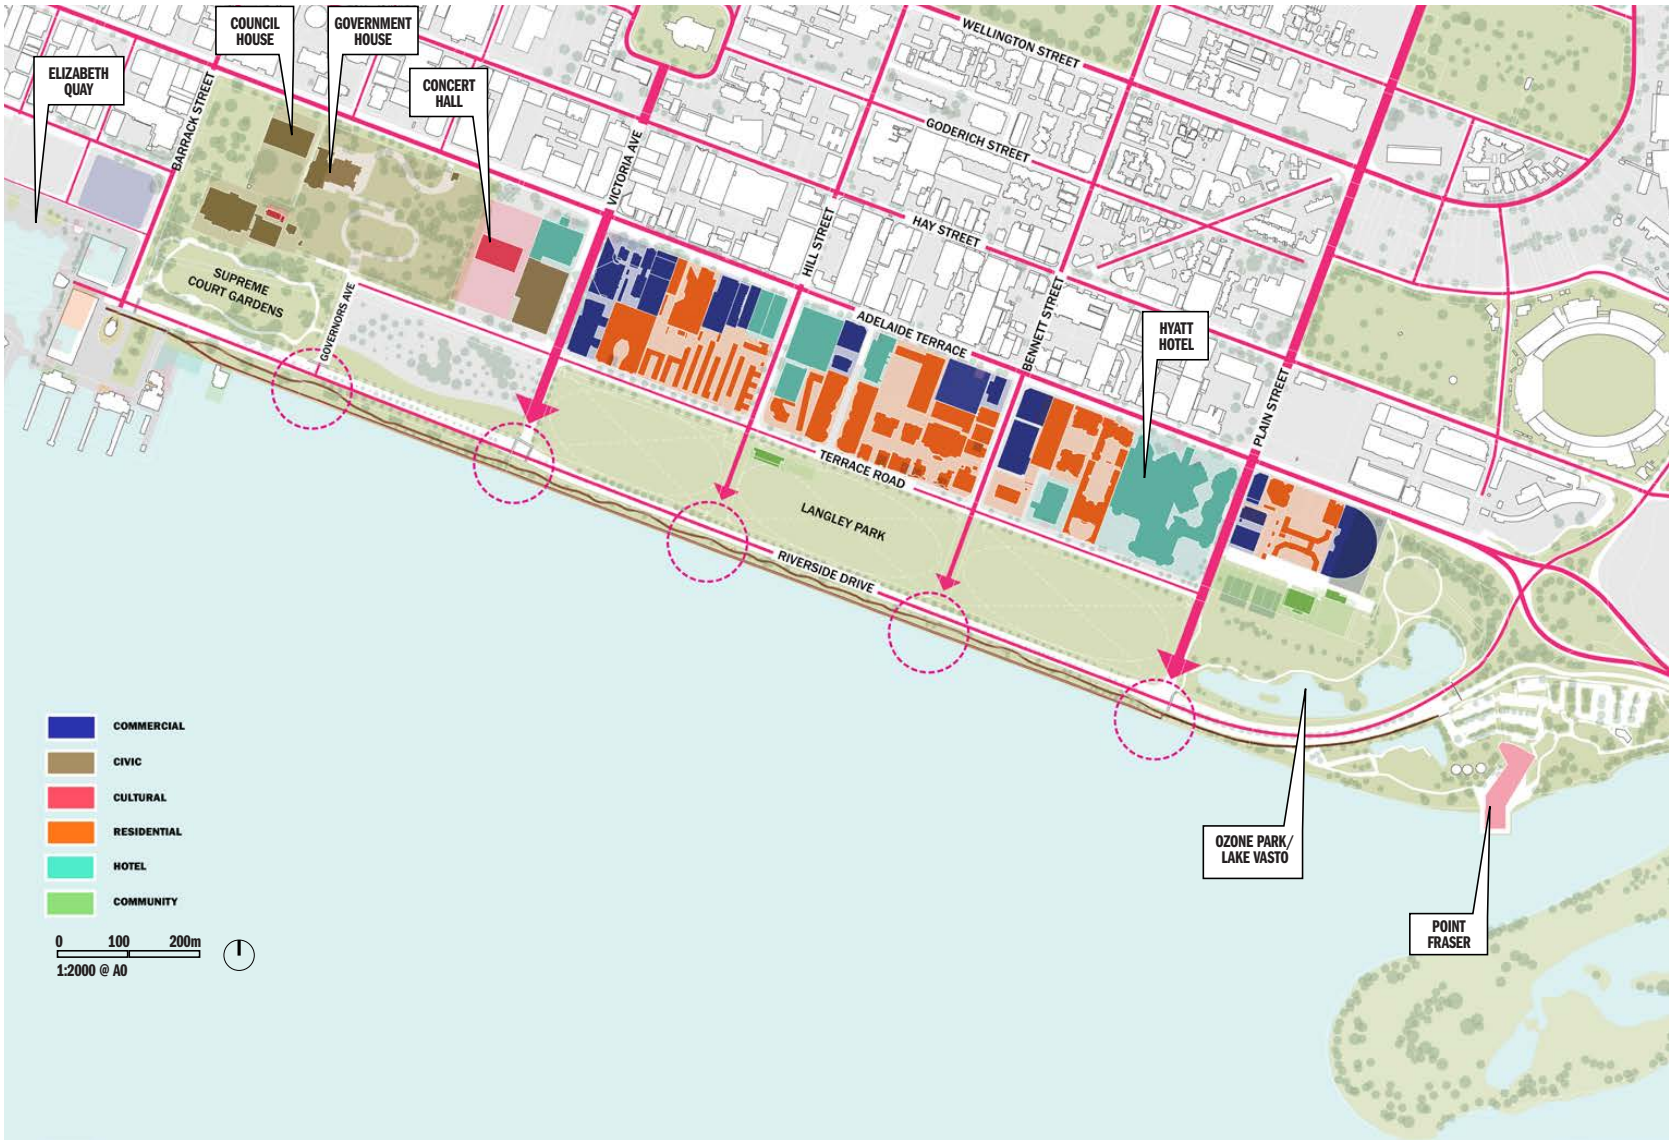 COUNCIL
HOUSE
GOVERNMENT
HOUSE
ELIZABETH
QUAY
CONCERT
HALL
BARRACK STREET
VICTORIA AVE
WELLINGTON STREET
GODERICH STREET
HAY STREET
HILL STREET
BENNETT STREET
ADELAIDE TERRACE
PLAIN STREET
HYATT
HOTEL
SUPREME
COURT GARDENS
GOVERNORS AVE
TERRACE ROAD
LANGLEY PARK
RIVERSIDE DRIVE
COMMERCIAL
CIVIC
CULTURAL
RESIDENTIAL
HOTEL
COMMUNITY
0 100 200m
1:2000 @ A0
OZONE PARK/
LAKE VASTO
POINT
FRASER